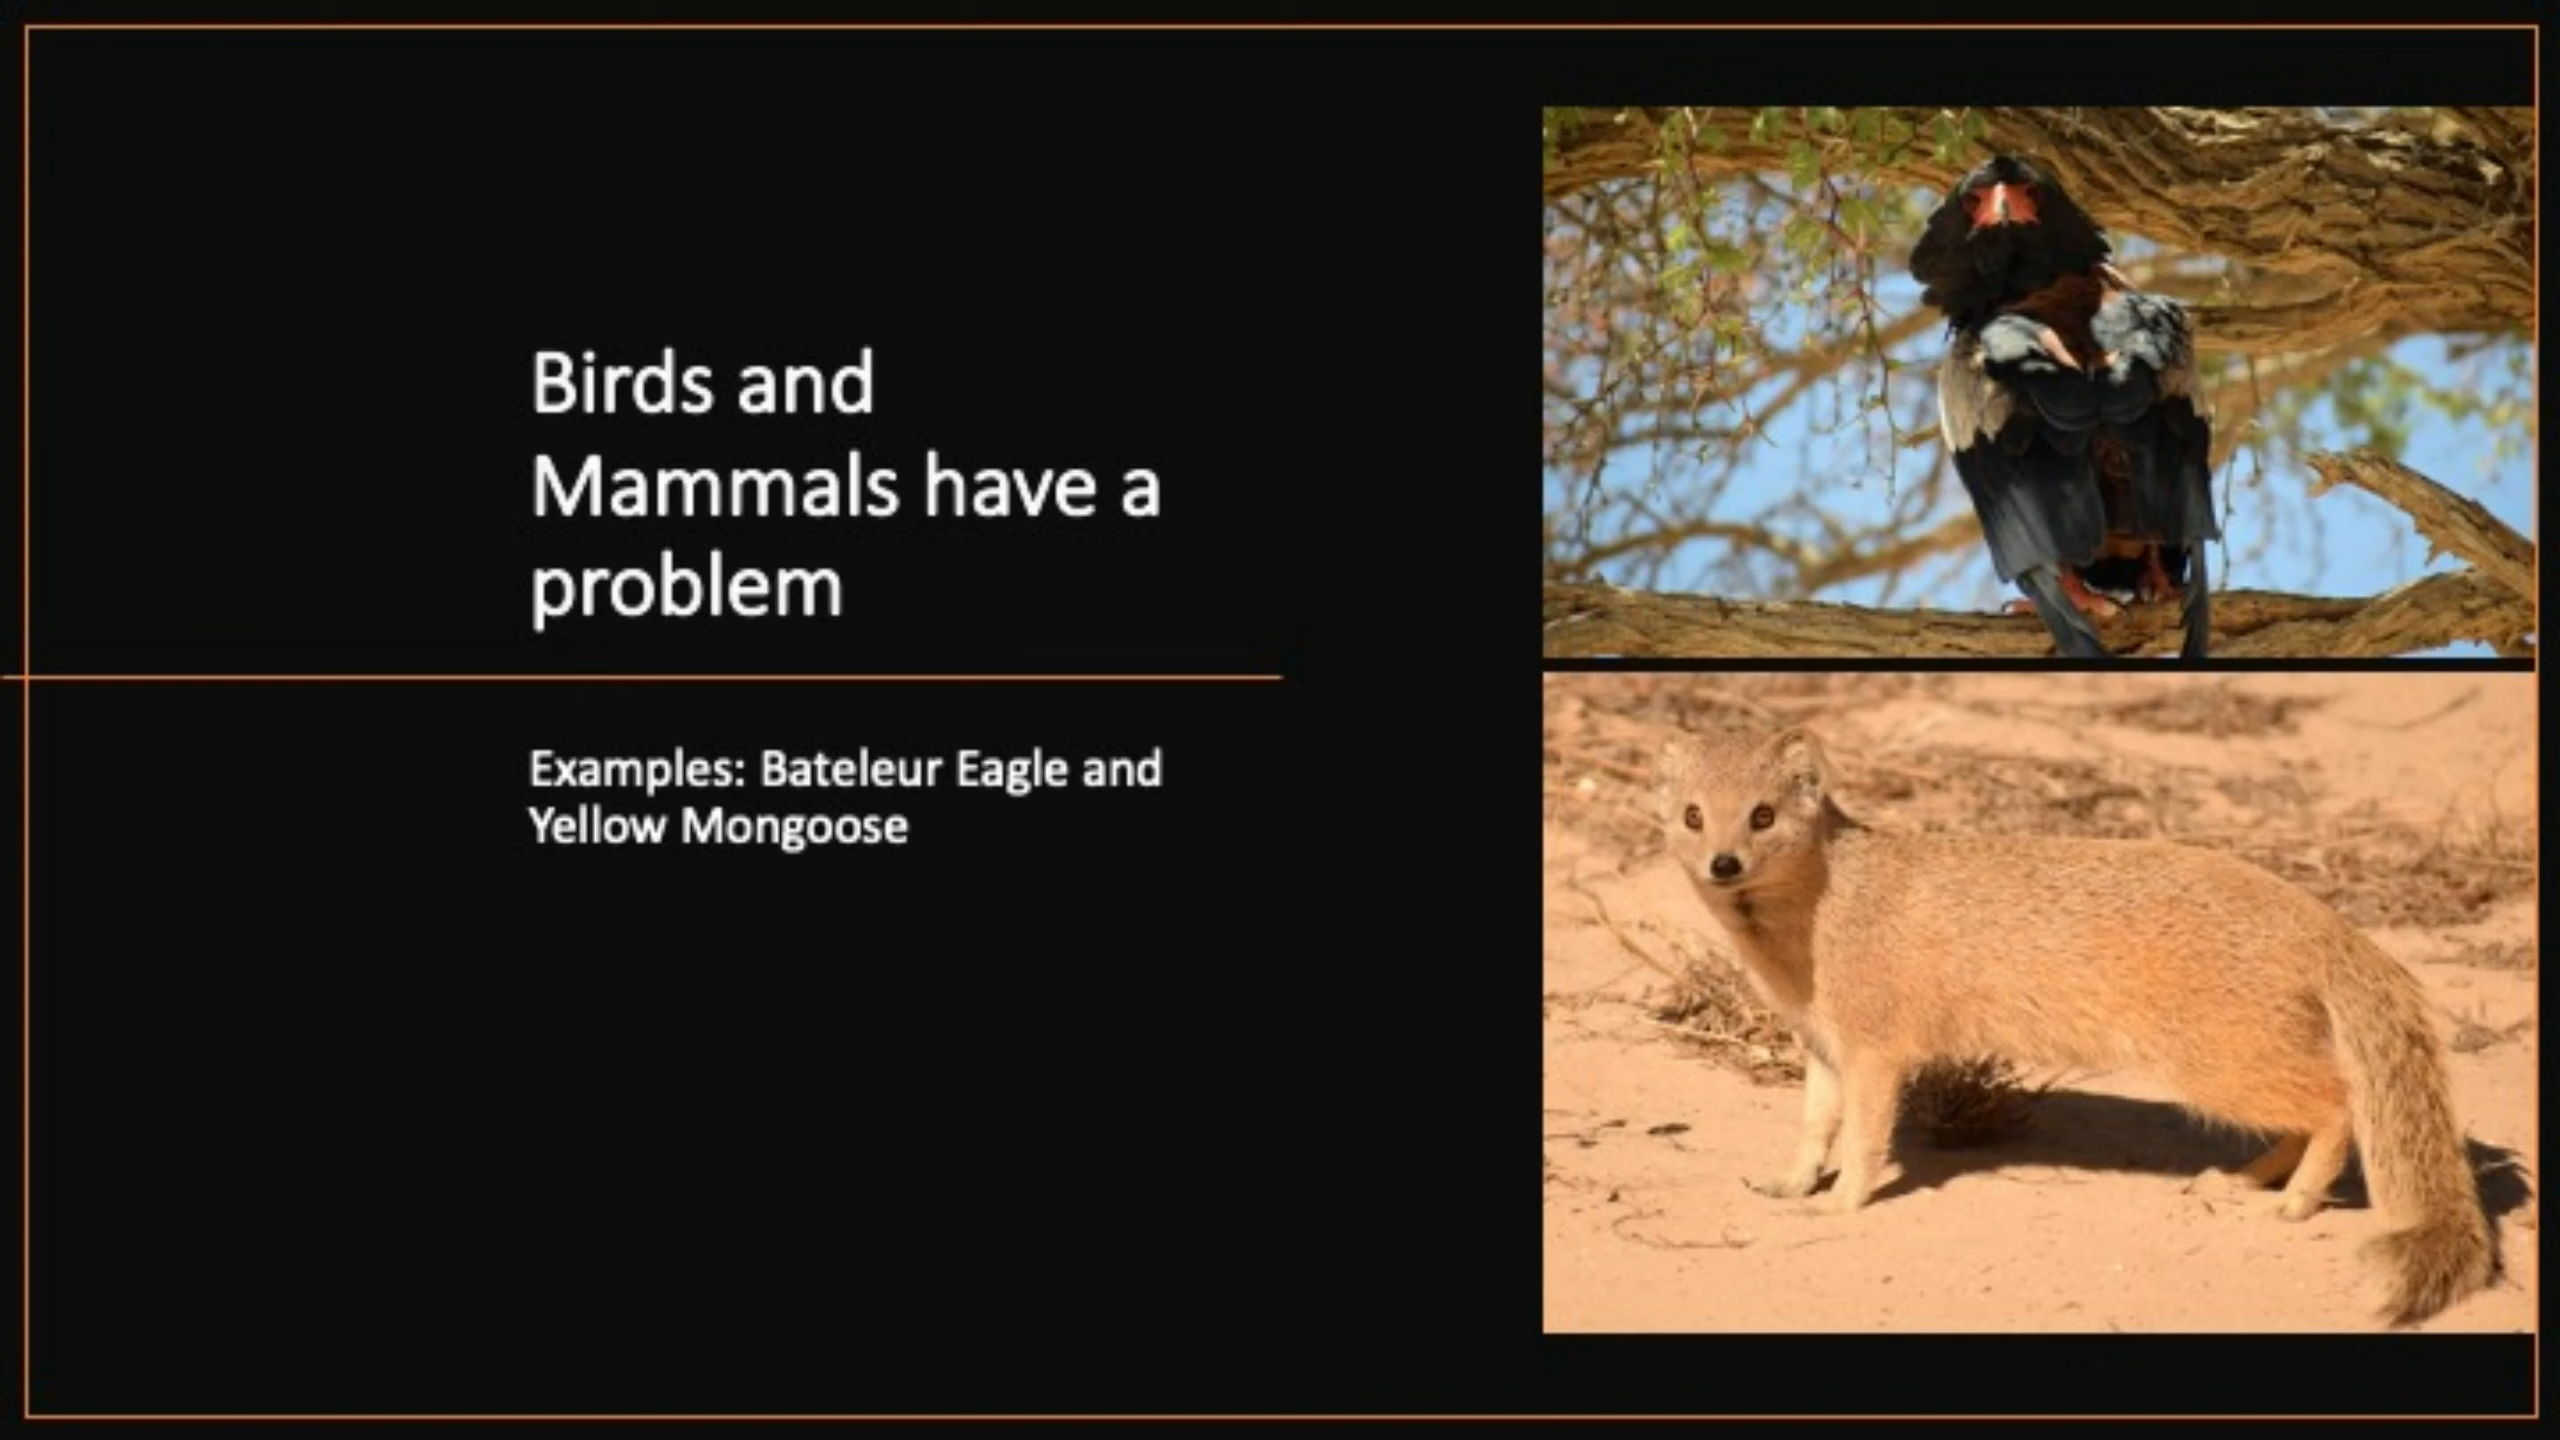 Birds and
Mammals have a
problem
Examples: Bateleur Eagle and
Yellow Mongoose